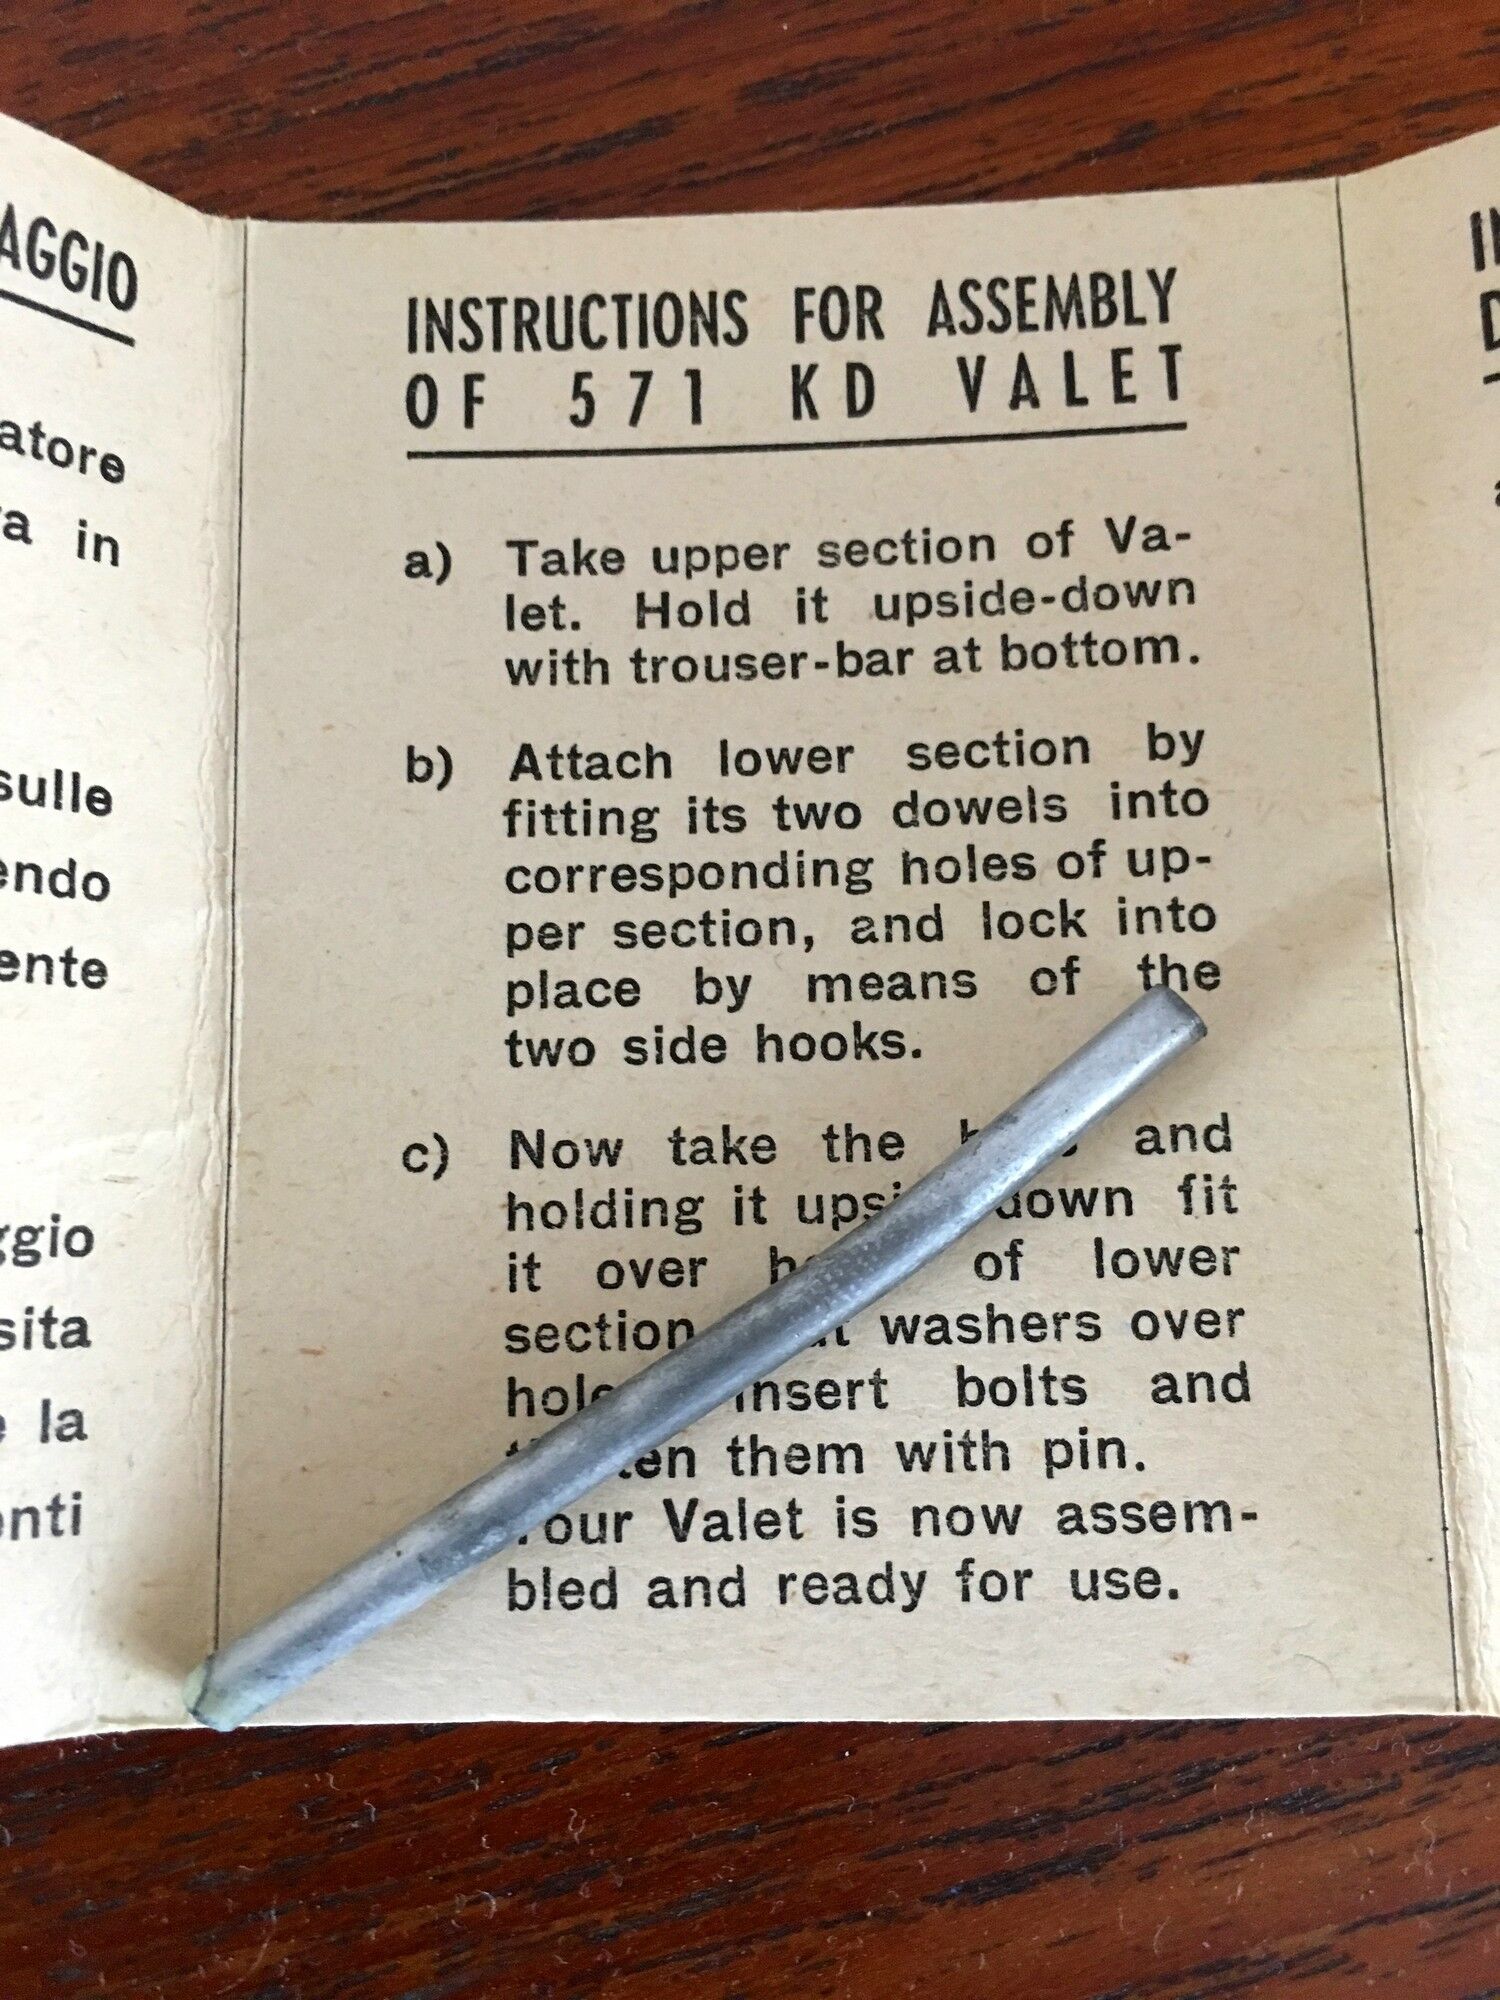 AGGIO
atore
in
sulle
endo
ente
ggio
sita
la
onti
INSTRUCTIONS FOR ASSEMBLY
OF 571 KD VALET
a) Take upper section of Va-
let. Hold it upside-down
with trouser-bar at bottom.
b) Attach lower section by
fitting its two dowels into
corresponding holes of up-
per section, and lock into
place by means of the
two side hooks.
c) Now take the and
holding it down fit
it over of lower
section washers over
insert bolts and
them with pin.
Your Valet is now assem-
bled and ready for use.